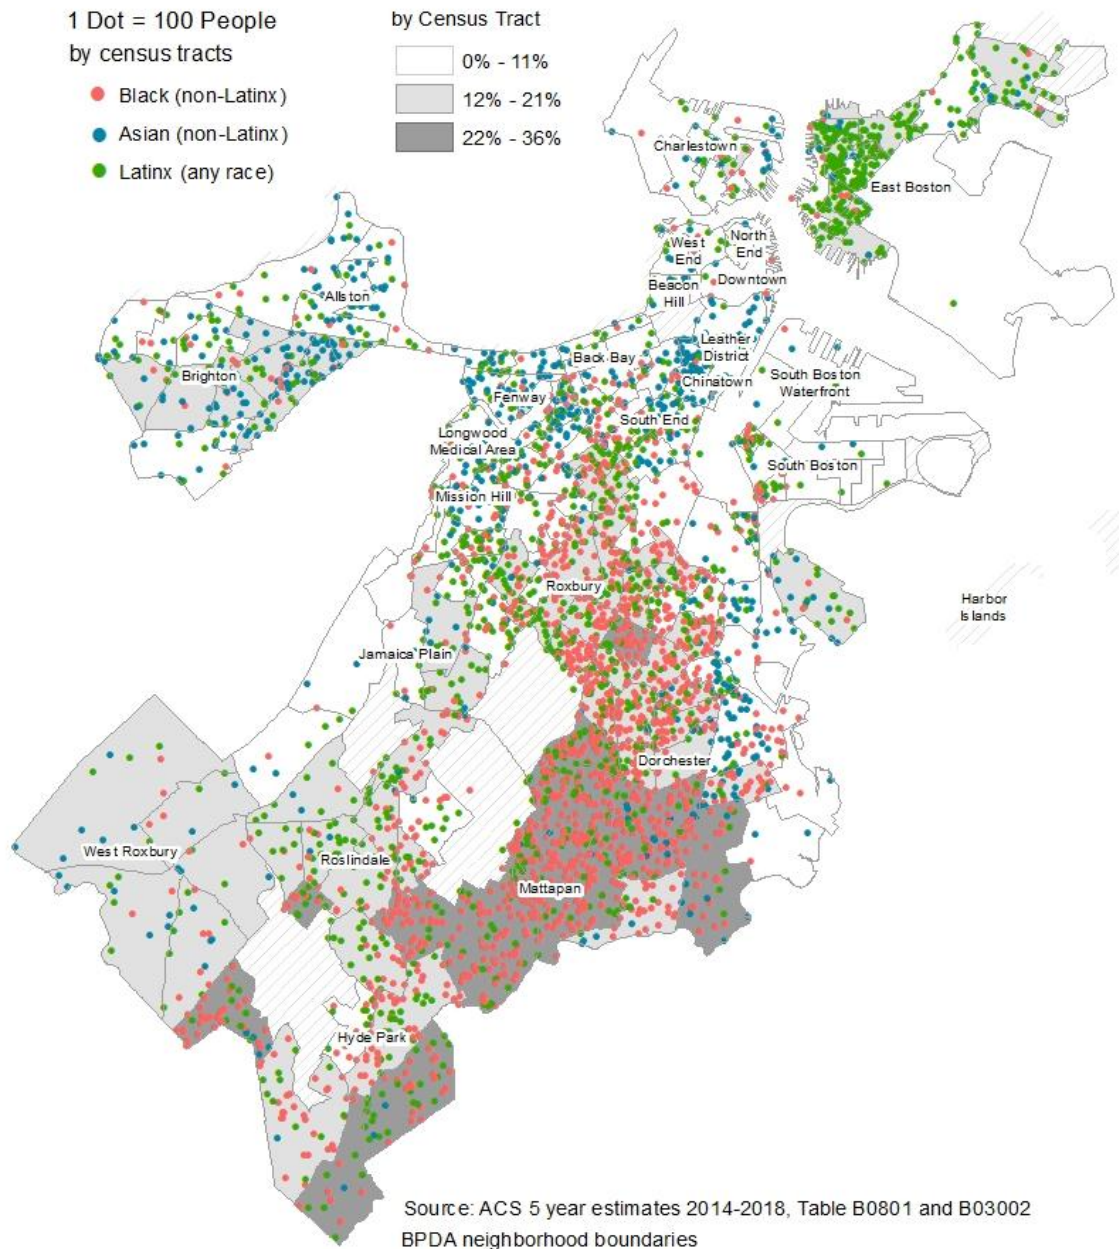 1 Dot = 100 People
by census tracts
Black (non-Latinx)
Asian (non-Latinx)
Latinx (any race)
by Census Tract
0% - 11%
12% - 21%
22% - 36%
Charlestown
East Boston
West
End
North
End
Beacon
Hill
Downtown
Allston
Leather
District
Back Bay
Chinatown
Brighton
Fenway
South Boston
Waterfront
South End
Longwood
Medical Area
South Boston
Mission Hill
Roxbury
Harbor
Islands
Jamaica Plain
Dorchester
West Roxbury
Roslindale
Mattapan
Hyde Park
Source: ACS 5 year estimates 2014-2018, Table B0801 and B03002
BPDA neighborhood boundaries